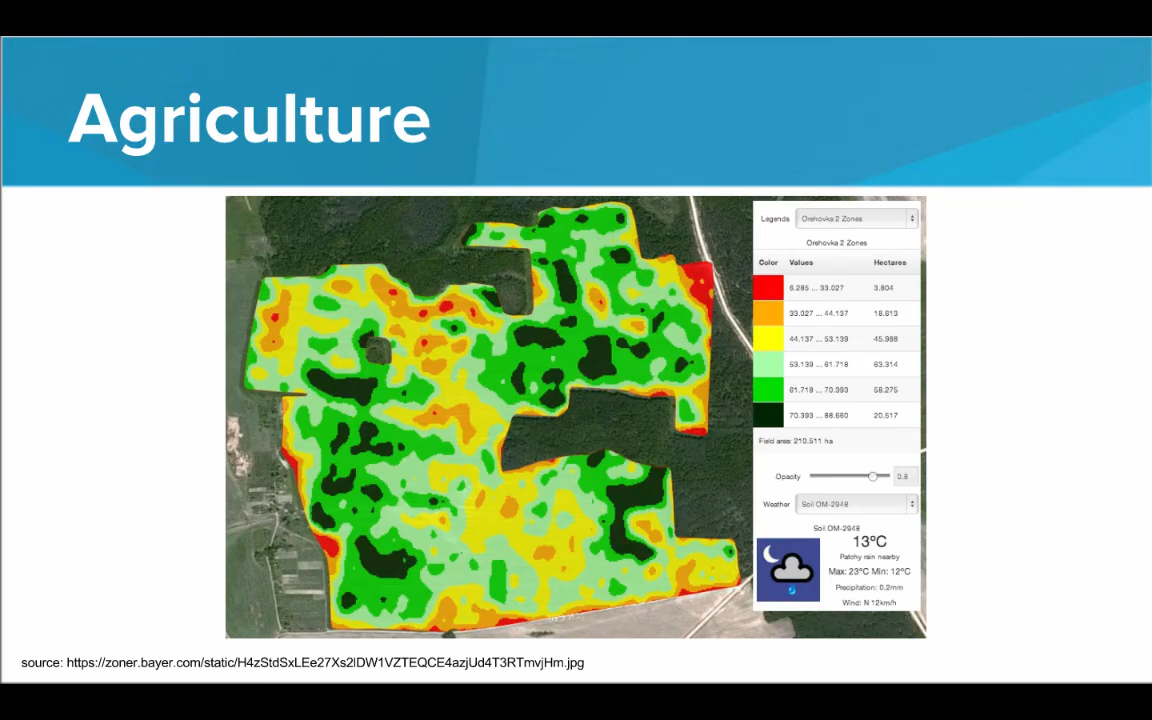 Agriculture
Legends Orehovka 2 Zones
Orehovka 2 Zones
Color Values Hectares
6.285 ... 33.027 3.804
33.027 ... 44.137 18.613
44.137 ... 53.139 45.988
53.139 ... 61.718 63.314
61.718 ... 70.393 58.275
70.393 ... 88.660 20.517
Field area: 210.511 ha
Opacity 0.8
Weather Soil OM-2948
Soil OM-2948
13°C
Patchy rain nearby
Max: 23°C Min: 12°C
Precipitation: 0.2mm
Wind: N 12km/h
source: https://zoner.bayer.com/static/H4zStdSxLEe27Xs2lDW1VZTEQCE4azjUd4T3RTmvjHm.jpg